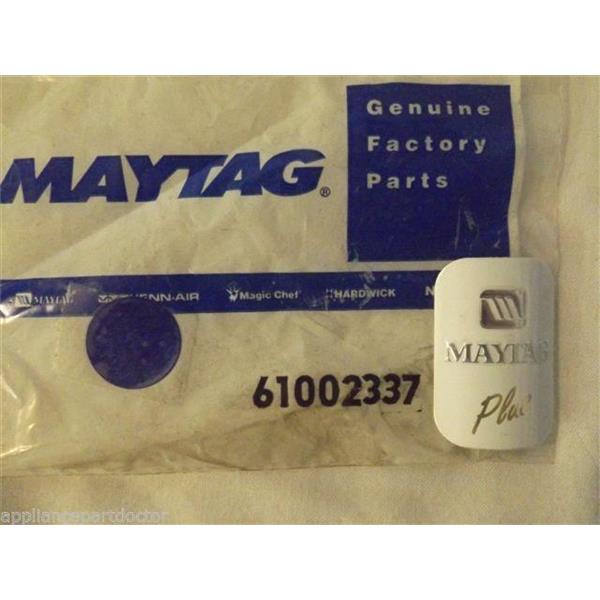 Genuine
Factory
Parts
MAYTAG®
MAYTAG JENN-AIR Magic Chef HARDWICK N
61002337
MAYTAG
Plus
appliancepartdoctor